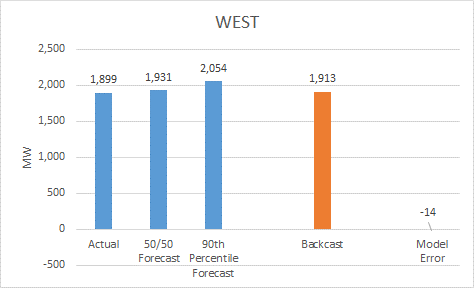 WEST
2,500
2,000
1,500
1,000
500
0
-500
MW
1,899
1,931
2,054
1,913
-14
Actual
50/50
Forecast
90th
Percentile
Forecast
Backcast
Model
Error